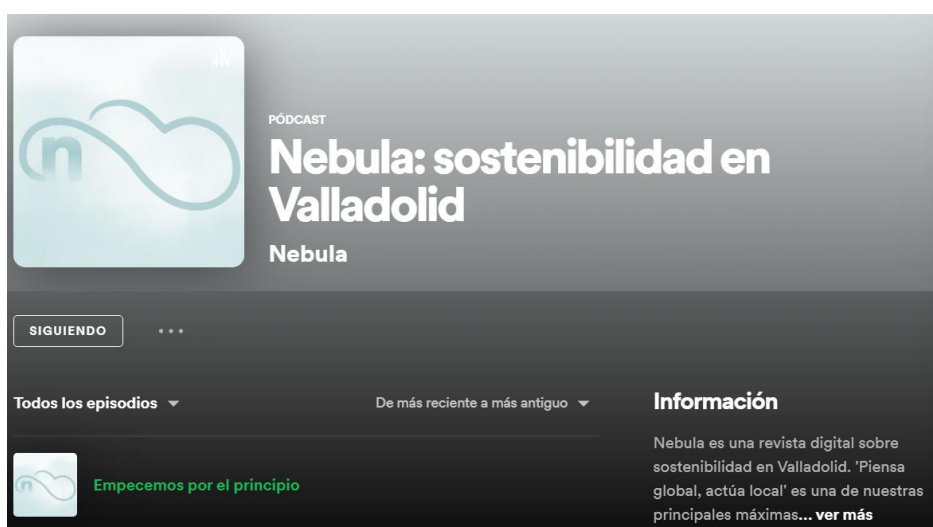 n
PÓDCAST
Nebula: sostenibilidad en
Valladolid
Nebula
SIGUIENDO
Todos los episodios
De más reciente a más antiguo
Información
Nebula es una revista digital sobre
sostenibilidad en Valladolid. 'Piensa
global, actúa local' es una de nuestras
principales máximas... ver más
n
Empecemos por el principio